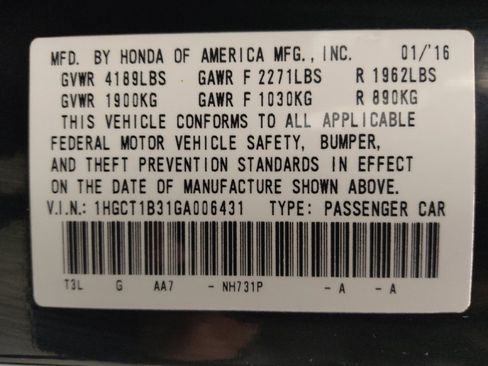 MFD. BY HONDA OF AMERICA MFG., INC. 01/'16
GVWR 4189LBS GAWR F 2271LBS R 1962LBS
GVWR 1900KG GAWR F 1030KG R 890KG
THIS VEHICLE CONFORMS TO ALL APPLICABLE
FEDERAL MOTOR VEHICLE SAFETY, BUMPER,
AND THEFT PREVENTION STANDARDS IN EFFECT
ON THE DATE OF MANUFACTURE SHOWN ABOVE.
V.I.N.: 1HGCT1B31GA006431 TYPE: PASSENGER CAR
T3L G AA7 - NH731P - A - A